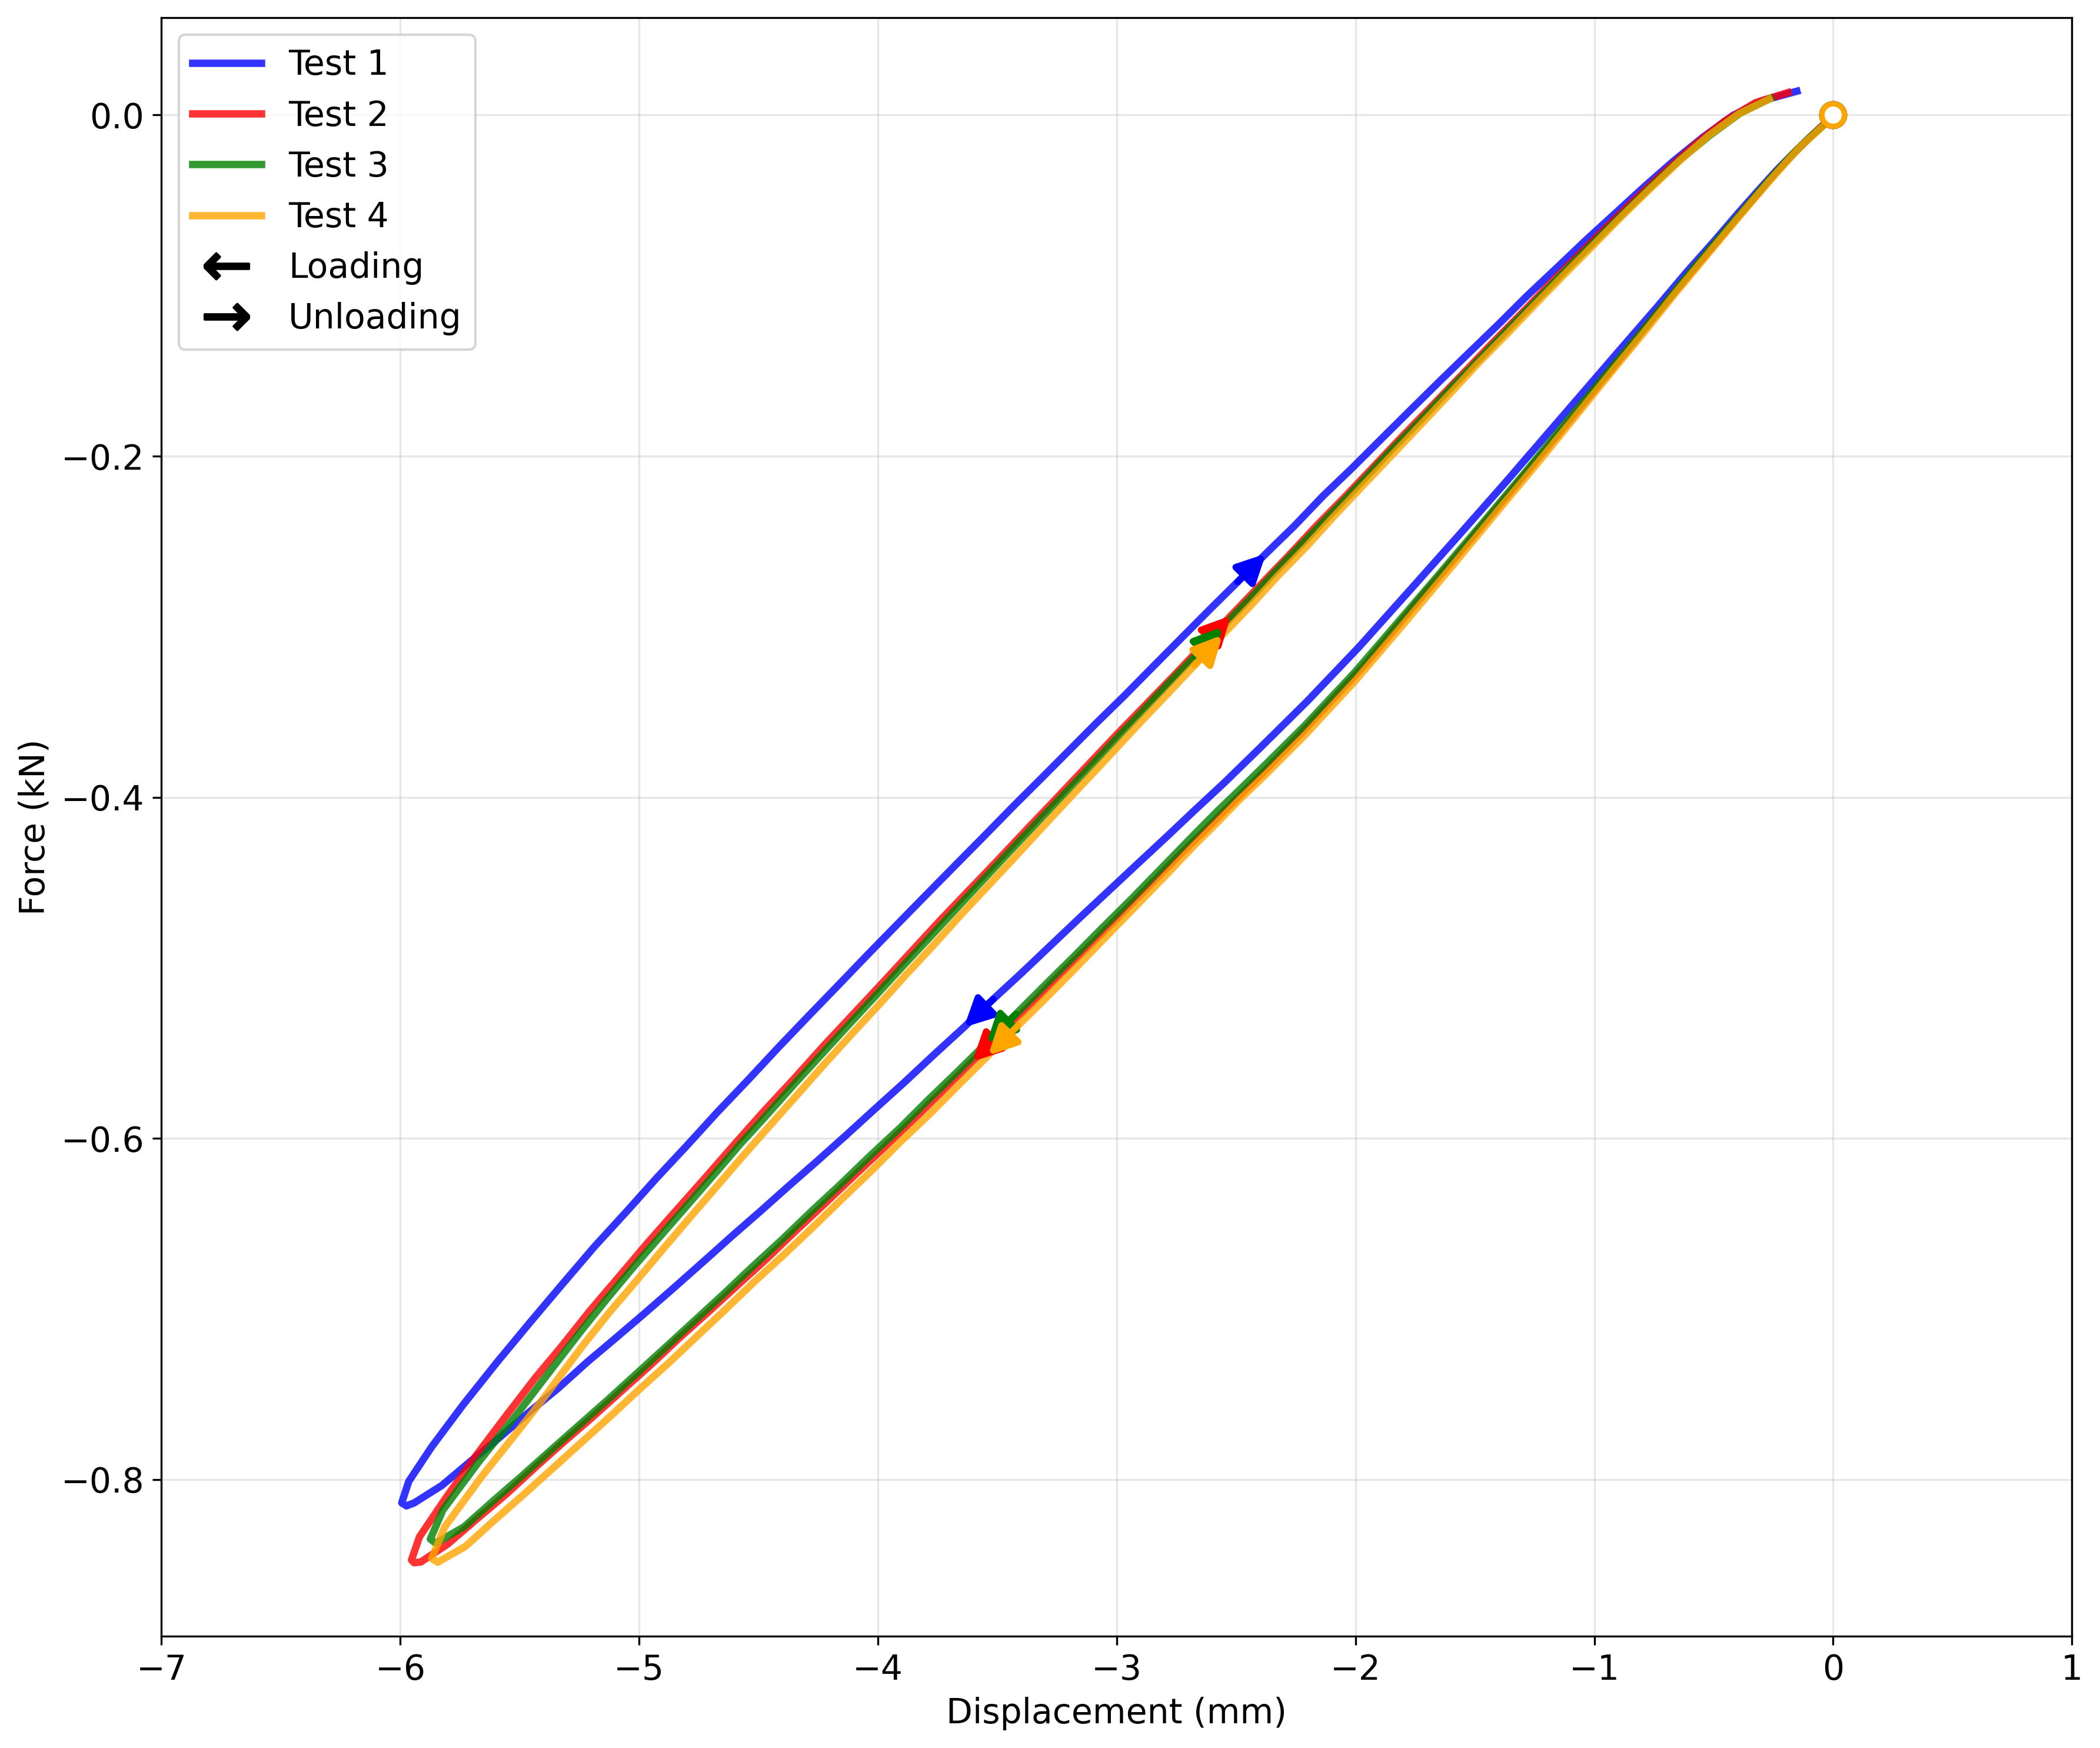 Test 1
Test 2
Test 3
Test 4
Loading
Unloading
0.0
−0.2
−0.4
−0.6
−0.8
Force (kN)
−7 −6 −5 −4 −3 −2 −1 0 1
Displacement (mm)